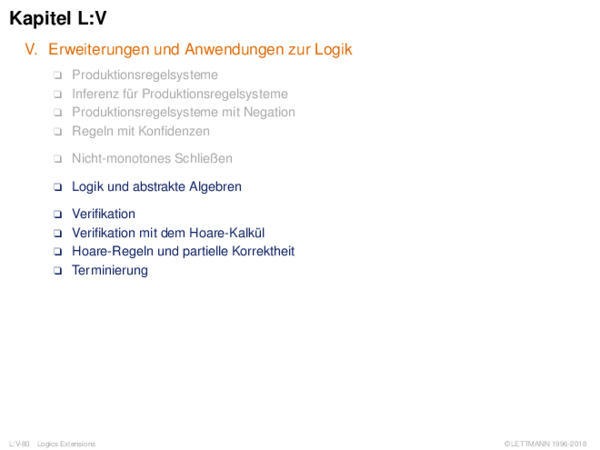 Kapitel L:V
V. Erweiterungen und Anwendungen zur Logik
❑ Produktionsregelsysteme
❑ Inferenz für Produktionsregelsysteme
❑ Produktionsregelsysteme mit Negation
❑ Regeln mit Konfidenzen
❑ Nicht-monotones Schließen
❑ Logik und abstrakte Algebren
❑ Verifikation
❑ Verifikation mit dem Hoare-Kalkül
❑ Hoare-Regeln und partielle Korrektheit
❑ Terminierung
L:V-80 Logics Extensions ©LETTMANN 1996-2018